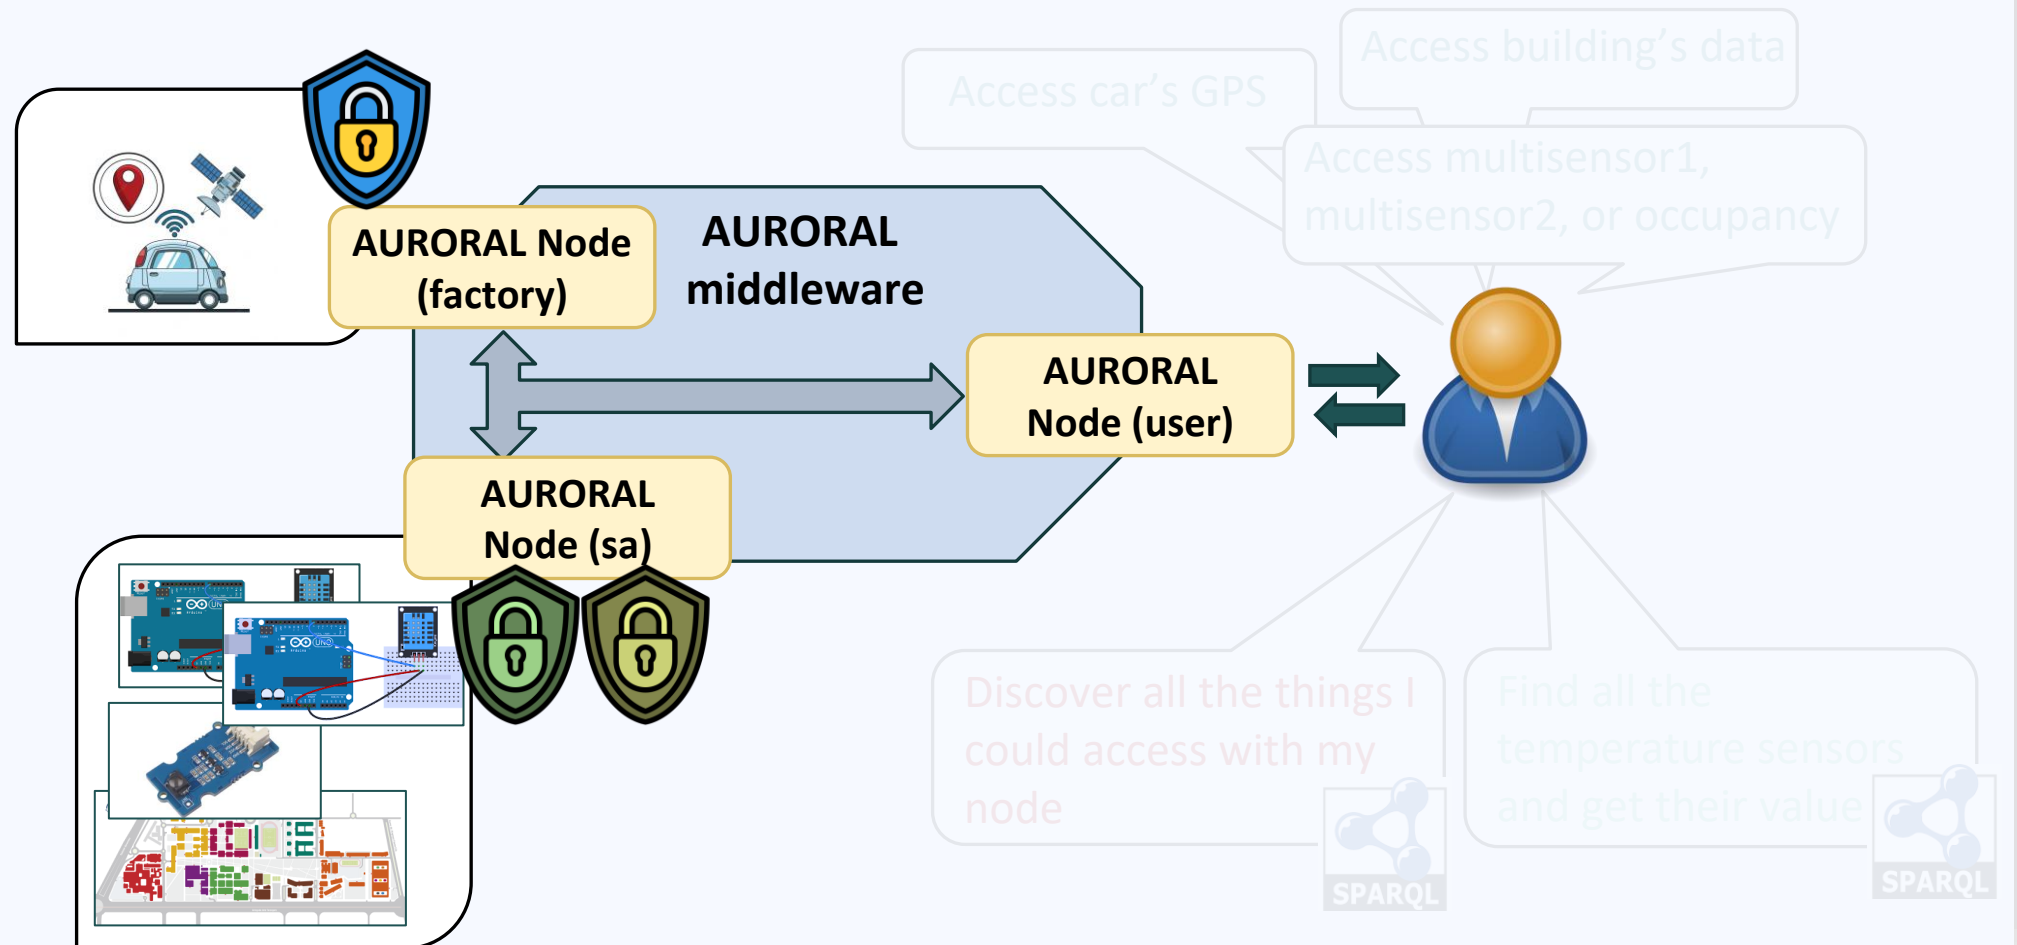 Access building's data
Access car's GPS
Access multisensor1,
multisensor2, or occupancy
AURORAL Node
(factory)
AURORAL
middleware
AURORAL
Node (user)
AURORAL
Node (sa)
UNO
UNO
Discover all the things I
could access with my
node
SPARQL
Find all the
temperature sensors
and get their value
SPARQL